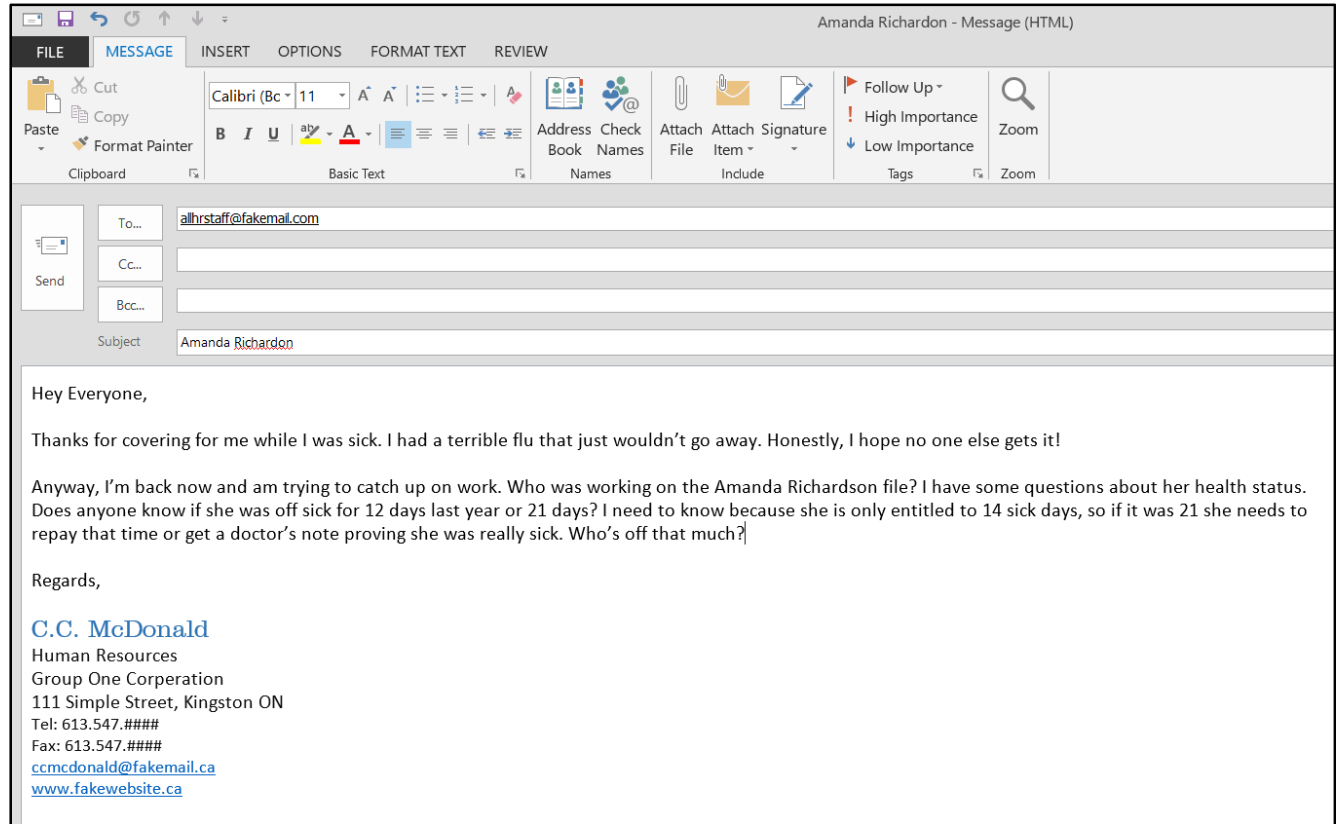 Amanda Richardon - Message (HTML)
FILE MESSAGE INSERT OPTIONS FORMAT TEXT REVIEW
Cut
Copy
Paste
Format Painter
Clipboard
Calibri (Bc 11
B I U A
Basic Text
Address Book
Check Names
Names
Attach File
Attach Item
Signature
Include
Follow Up
High Importance
Low Importance
Tags
Zoom
Zoom
Send
To... allhrstaff@fakemail.com
Cc...
Bcc...
Subject Amanda Richardon
Hey Everyone,
Thanks for covering for me while I was sick. I had a terrible flu that just wouldn't go away. Honestly, I hope no one else gets it!
Anyway, I'm back now and am trying to catch up on work. Who was working on the Amanda Richardson file? I have some questions about her health status.
Does anyone know if she was off sick for 12 days last year or 21 days? I need to know because she is only entitled to 14 sick days, so if it was 21 she needs to
repay that time or get a doctor's note proving she was really sick. Who's off that much?
Regards,
C.C. McDonald
Human Resources
Group One Corperation
111 Simple Street, Kingston ON
Tel: 613.547.####
Fax: 613.547.####
ccmcdonald@fakemail.ca
www.fakewebsite.ca